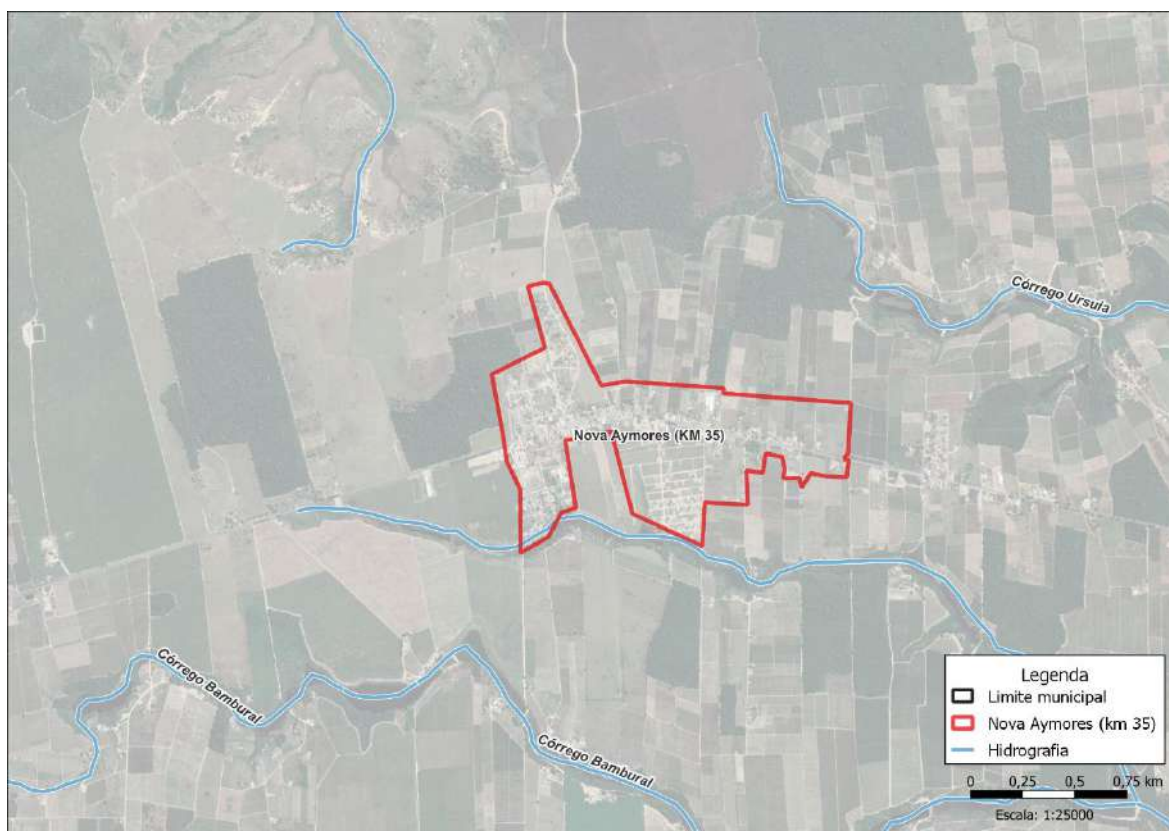 Córrego Ursula
Nova Aymores (KM 35)
Córrego Bambural
Córrego Bambural
Legenda
Limite municipal
Nova Aymores (km 35)
Hidrografia
0 0,25 0,5 0,75 km
Escala: 1:25000